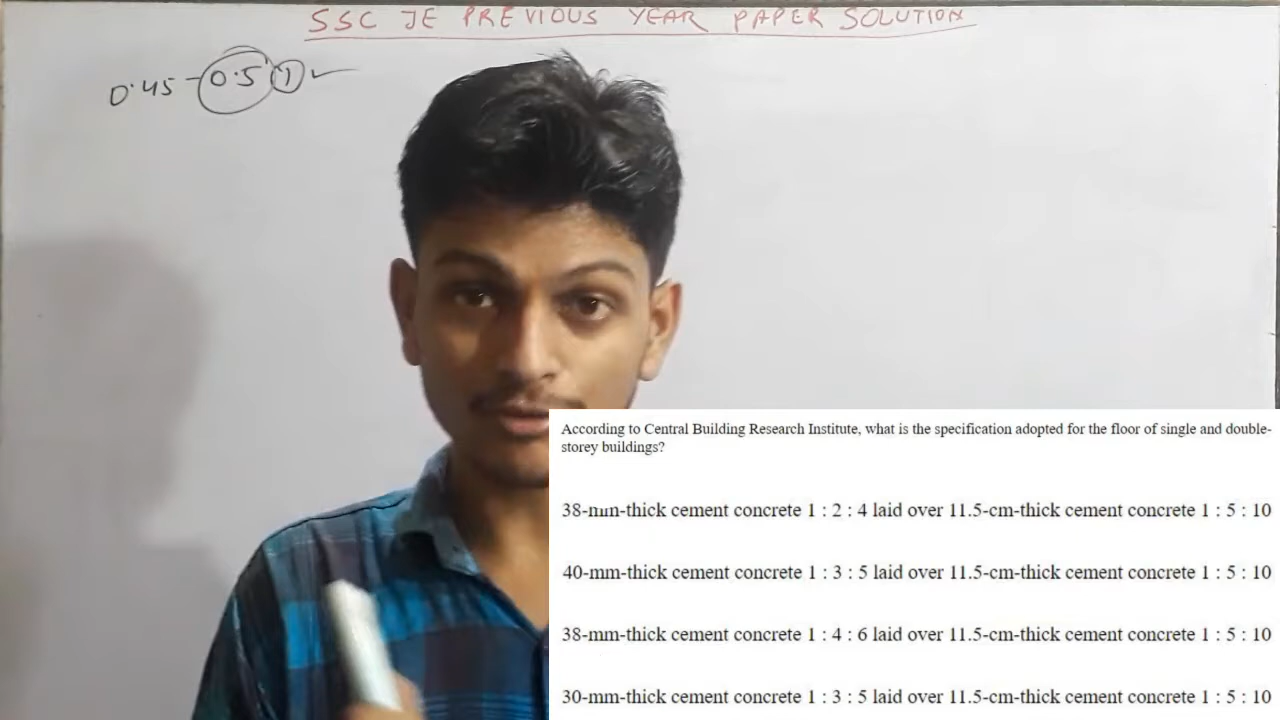 SSC JE PREVIOUS YEAR PAPER SOLUTION
0.45 - 0.5 1
According to Central Building Research Institute, what is the specification adopted for the floor of single and double-
storey buildings?
38-mm-thick cement concrete 1 : 2 : 4 laid over 11.5-cm-thick cement concrete 1 : 5 : 10
40-mm-thick cement concrete 1 : 3 : 5 laid over 11.5-cm-thick cement concrete 1 : 5 : 10
38-mm-thick cement concrete 1 : 4 : 6 laid over 11.5-cm-thick cement concrete 1 : 5 : 10
30-mm-thick cement concrete 1 : 3 : 5 laid over 11.5-cm-thick cement concrete 1 : 5 : 10